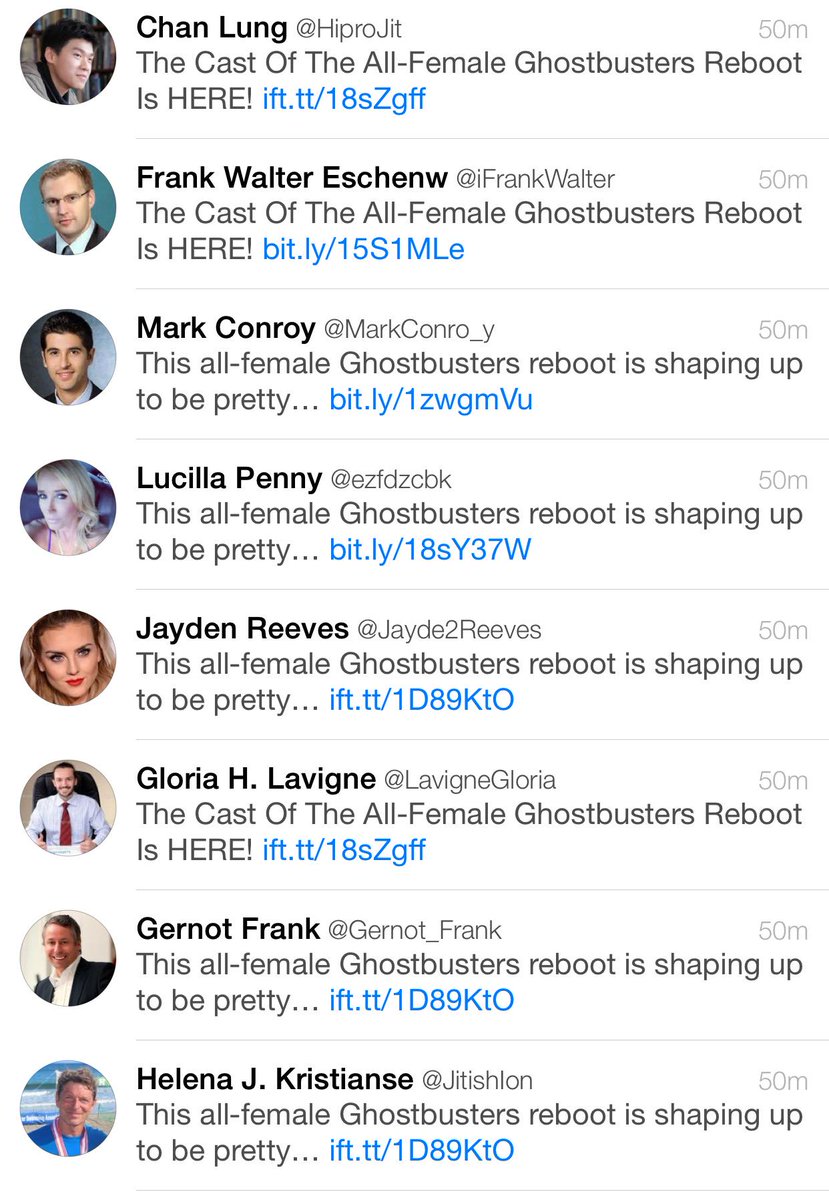 Chan Lung @HiproJit 50m
The Cast Of The All-Female Ghostbusters Reboot
Is HERE! ift.tt/18sZgff
Frank Walter Eschenw @iFrankWalter 50m
The Cast Of The All-Female Ghostbusters Reboot
Is HERE! bit.ly/15S1MLe
Mark Conroy @MarkConro_y 50m
This all-female Ghostbusters reboot is shaping up
to be pretty… bit.ly/1zwgmVu
Lucilla Penny @ezfdzcbk 50m
This all-female Ghostbusters reboot is shaping up
to be pretty… bit.ly/18sY37W
Jayden Reeves @Jayde2Reeves 50m
This all-female Ghostbusters reboot is shaping up
to be pretty… ift.tt/1D89KtO
Gloria H. Lavigne @LavigneGloria 50m
The Cast Of The All-Female Ghostbusters Reboot
Is HERE! ift.tt/18sZgff
Gernot Frank @Gernot_Frank 50m
This all-female Ghostbusters reboot is shaping up
to be pretty… ift.tt/1D89KtO
Helena J. Kristianse @Jitishlon 50m
This all-female Ghostbusters reboot is shaping up
to be pretty… ift.tt/1D89KtO